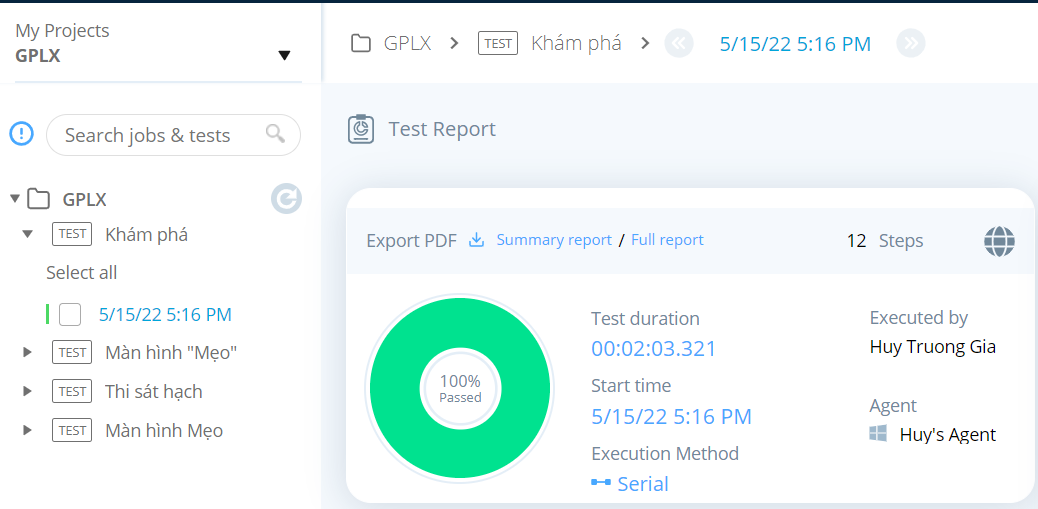 My Projects
GPLX
Search jobs & tests
GPLX
TEST Khám phá
Select all
5/15/22 5:16 PM
TEST Màn hình "Mẹo"
TEST Thi sát hạch
TEST Màn hình Mẹo
GPLX > TEST Khám phá > 5/15/22 5:16 PM
Test Report
Export PDF Summary report / Full report
12 Steps
100%
Passed
Test duration
00:02:03.321
Start time
5/15/22 5:16 PM
Execution Method
Serial
Executed by
Huy Truong Gia
Agent
Huy's Agent